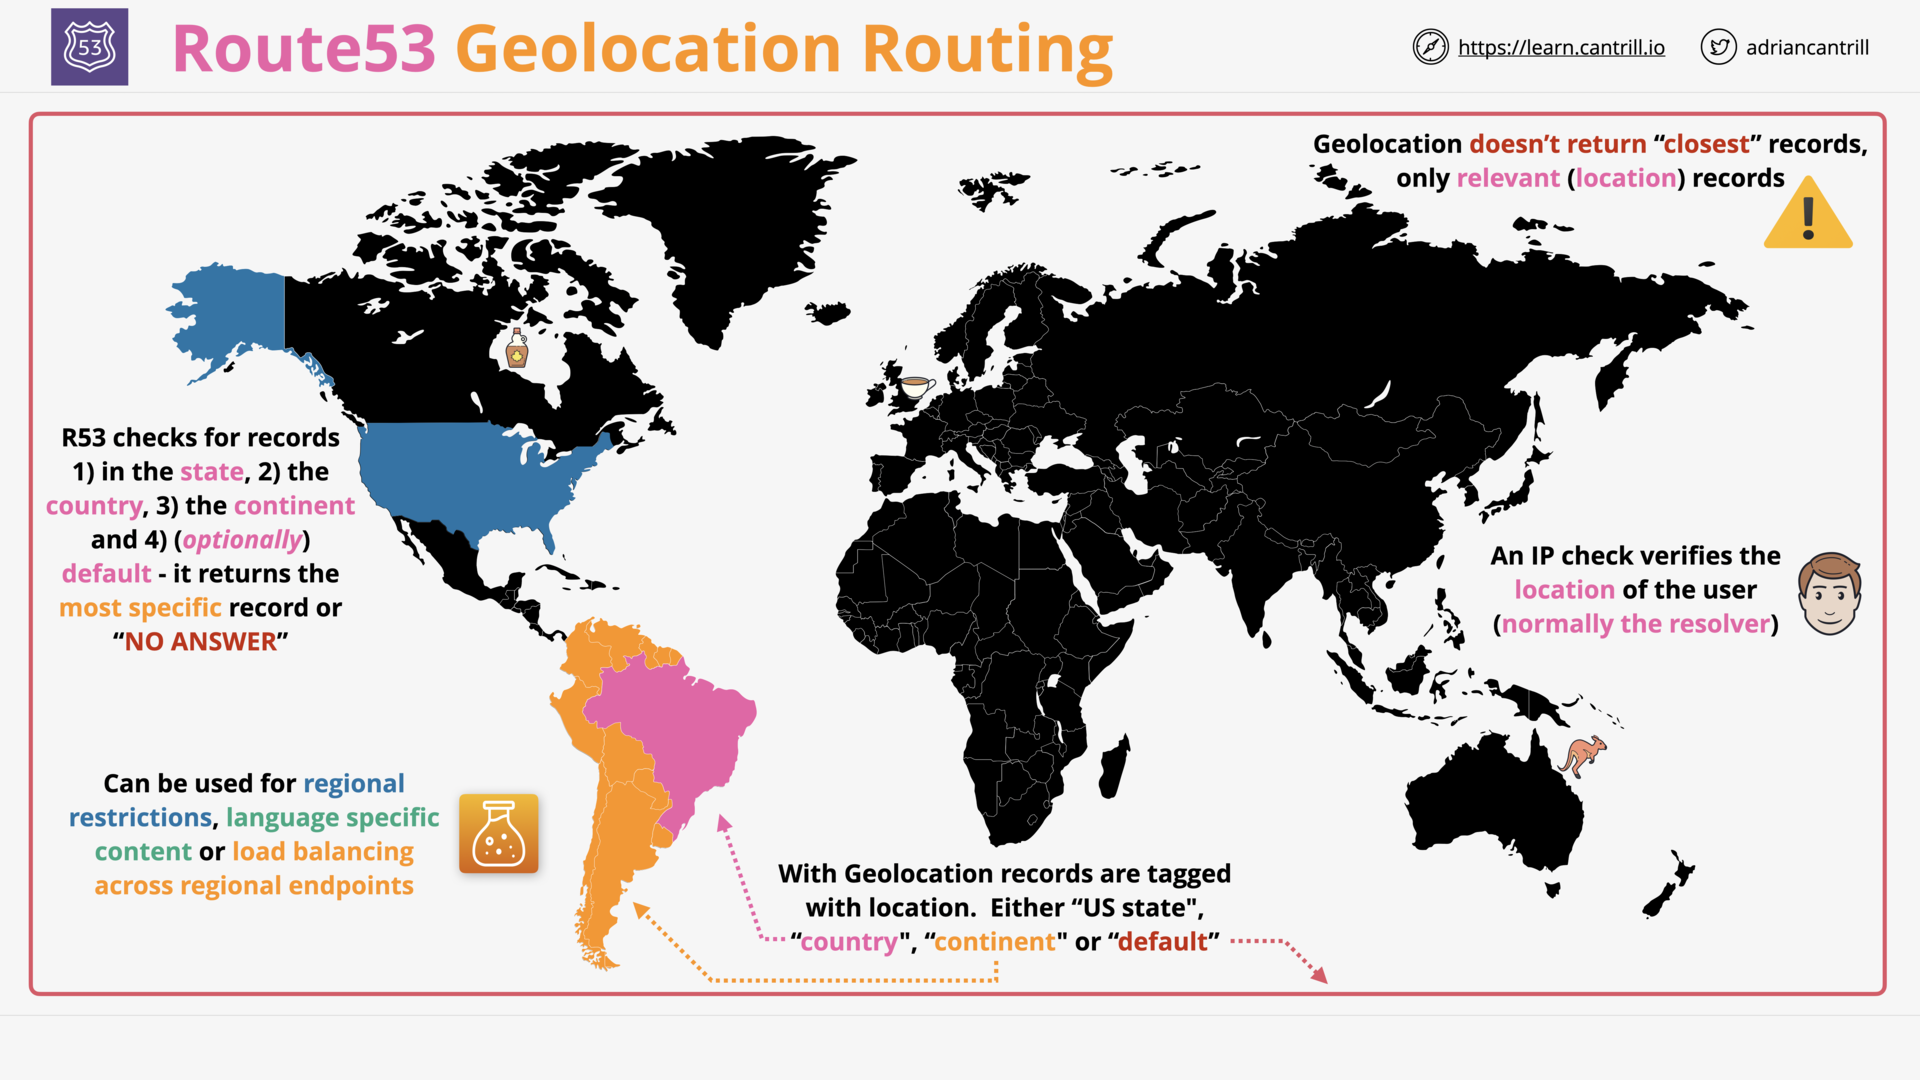 53
Route53 Geolocation Routing
https://learn.cantrill.io
adriancantrill
Geolocation doesn’t return “closest” records,
only relevant (location) records
R53 checks for records
1) in the state, 2) the
country, 3) the continent
and 4) (optionally)
default - it returns the
most specific record or
“NO ANSWER”
An IP check verifies the
location of the user
(normally the resolver)
Can be used for regional
restrictions, language specific
content or load balancing
across regional endpoints
With Geolocation records are tagged
with location.  Either “US state",
“country", “continent" or “default”